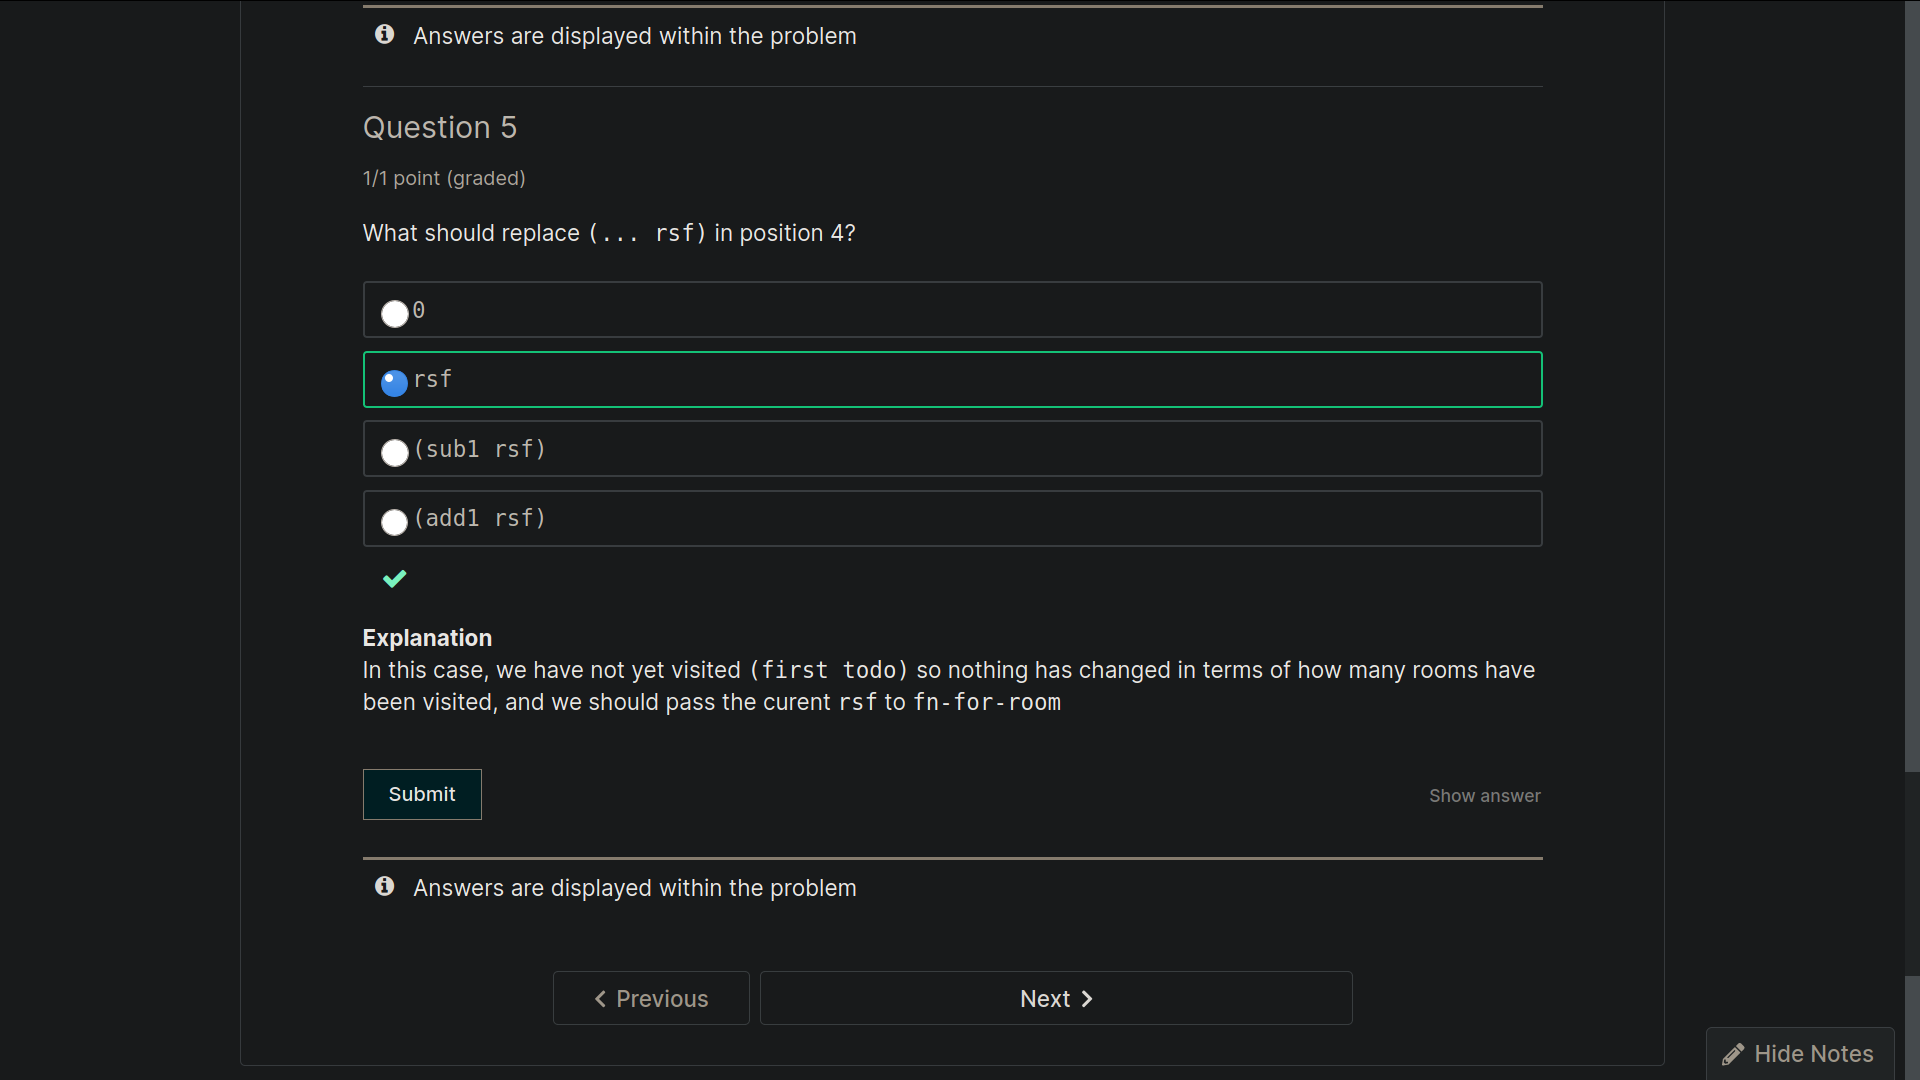 Answers are displayed within the problem
Question 5
1/1 point (graded)
What should replace (... rsf) in position 4?
0
rsf
(sub1 rsf)
(add1 rsf)
Explanation
In this case, we have not yet visited (first todo) so nothing has changed in terms of how many rooms have
been visited, and we should pass the curent rsf to fn-for-room
Submit
Show answer
Answers are displayed within the problem
Previous
Next
Hide Notes